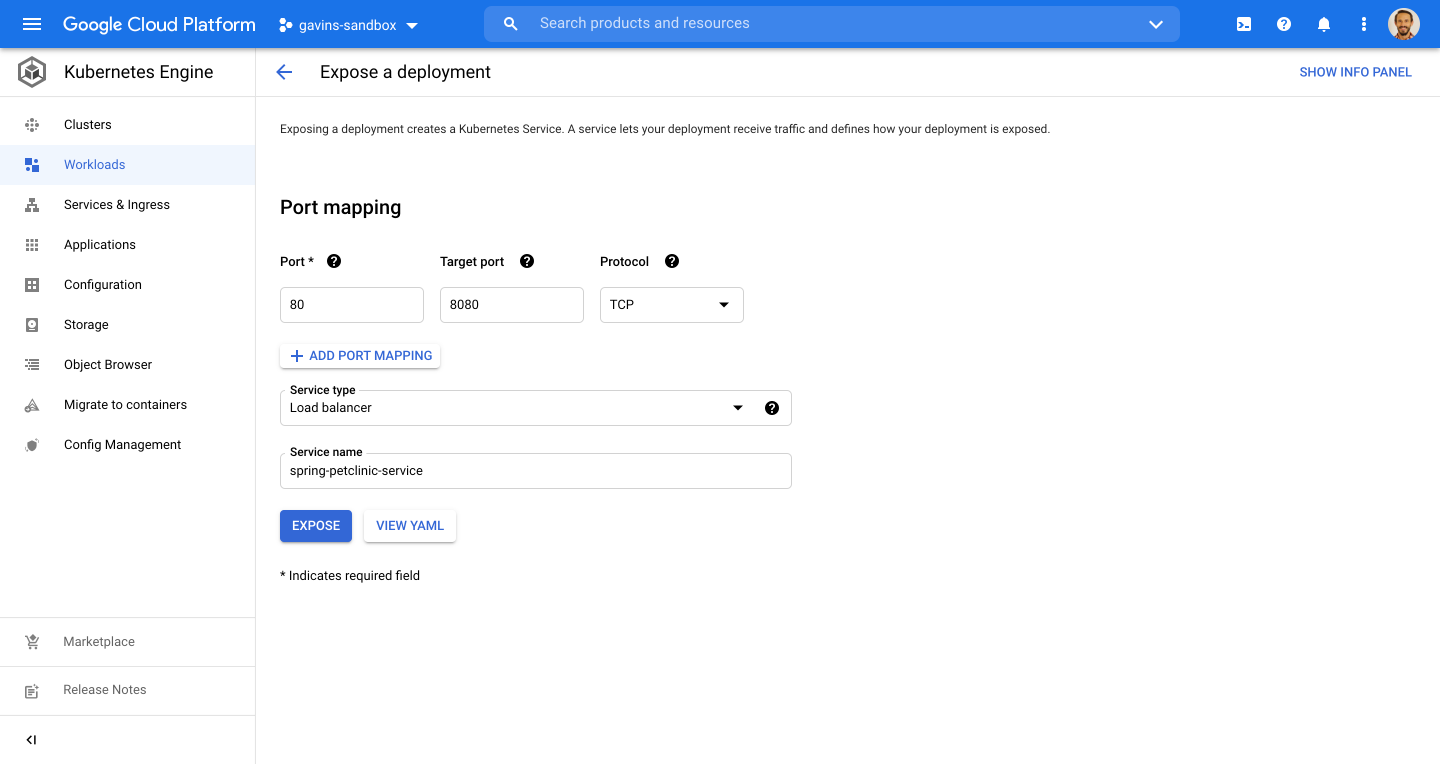 Google Cloud Platform
gavins-sandbox
Search products and resources
Kubernetes Engine
Expose a deployment
SHOW INFO PANEL
Clusters
Workloads
Services & Ingress
Applications
Configuration
Storage
Object Browser
Migrate to containers
Config Management
Marketplace
Release Notes
Exposing a deployment creates a Kubernetes Service. A service lets your deployment receive traffic and defines how your deployment is exposed.
Port mapping
Port * Target port Protocol
80 8080 TCP
ADD PORT MAPPING
Service type
Load balancer
Service name
spring-petclinic-service
EXPOSE VIEW YAML
* Indicates required field